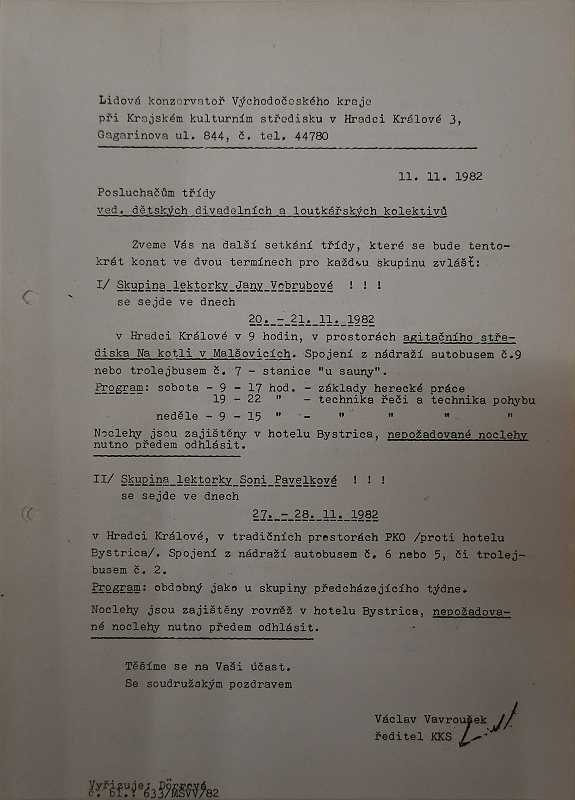 Lidová konzervatoř Východočeského kraje
při Krajském kulturním středisku v Hradci Králové 3,
Gagarinova ul. 844, č. tel. 44780
11. 11. 1982
Posluchačům třídy
ved. dětských divadelních a loutkářských kolektivů
Zveme Vás na další setkání třídy, které se bude tento-
krát konat ve dvou termínech pro každou skupinu zvlášť:
I/ Skupina lektorky Jany Vobrubové ! ! !
se sejde ve dnech
20. - 21. 11. 1982
v Hradci Králové v 9 hodin, v prostorách agitačního stře-
diska Na kotli v Malšovicích. Spojení z nádraží autobusem č.9
nebo trolejbusem č. 7 - stanice "u sauny".
Program: sobota - 9 - 17 hod. - základy herecké práce
19 - 22 " - technika řeči a technika pohybu
neděle - 9 - 15 " - " " " "
Noclehy jsou zajištěny v hotelu Bystrica, nepožadované noclehy
nutno předem odhlásit.
II/ Skupina lektorky Soni Pavelkové ! ! !
se sejde ve dnech
27. - 28. 11. 1982
v Hradci Králové, v tradičních prostorách PKO /proti hotelu
Bystrica/. Spojení z nádraží autobusem č. 6 nebo 5, či trolej-
busem č. 2.
Program: obdobný jako u skupiny předcházejícího týdne.
Noclehy jsou zajištěny rovněž v hotelu Bystrica, nepožadova-
né noclehy nutno předem odhlásit.
Těšíme se na Vaši účast.
Se soudružským pozdravem
Václav Vavroušek
ředitel KKS
Vyřizuje:
č. 633/MSVV/82